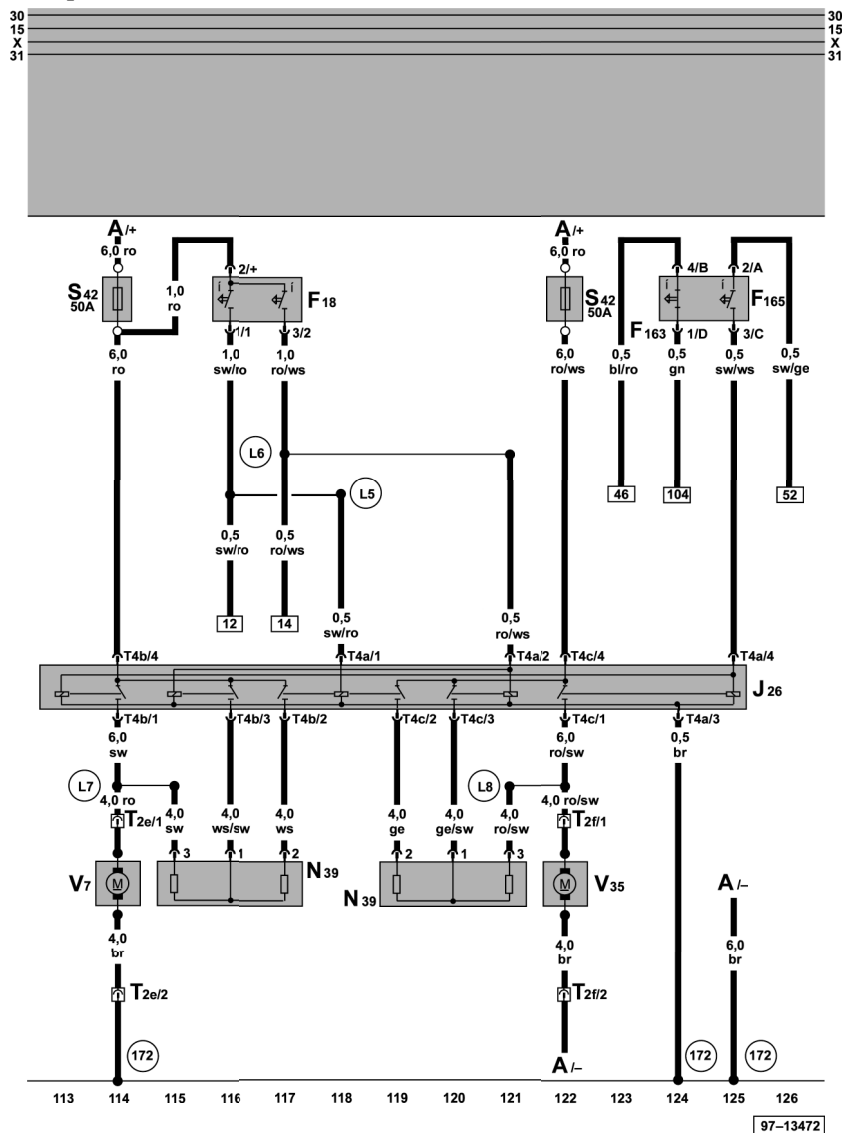 30 30
15 15
X X
31 31
A/+ A/+
6,0 ro 6,0 ro
2/+ 4/B 2/A
S42 50A
1,0 ro
F18
S42 50A
F165
1/1 3/2
F163 1/D 3/C
6,0 ro
1,0 sw/ro
1,0 ro/ws
6,0 ro/ws
0,5 bl/ro
0,5 gn
0,5 sw/ws
0,5 sw/ge
L6
L5
46 104 52
0,5 sw/ro
0,5 ro/ws
12 14
0,5 sw/ro
0,5 ro/ws
T4b/4 T4a/1 T4a/2 T4c/4 T4a/4
J26
T4b/1 T4b/3 T4b/2 T4c/2 T4c/3 T4c/1 T4a/3
6,0 sw
6,0 ro/sw
0,5 br
L7 L8
4,0 ro 4,0 ro/sw
T2e/1
4,0 sw
4,0 ws/sw
4,0 ws
4,0 ge
4,0 ge/sw
4,0 ro/sw
T2f/1
3 1 2 2 1 3
V7 M N39 N39 M V35
A/–
4,0 br
4,0 br
6,0 br
T2e/2 T2f/2
172 172 172
A/–
113 114 115 116 117 118 119 120 121 122 123 124 125 126
97–13472